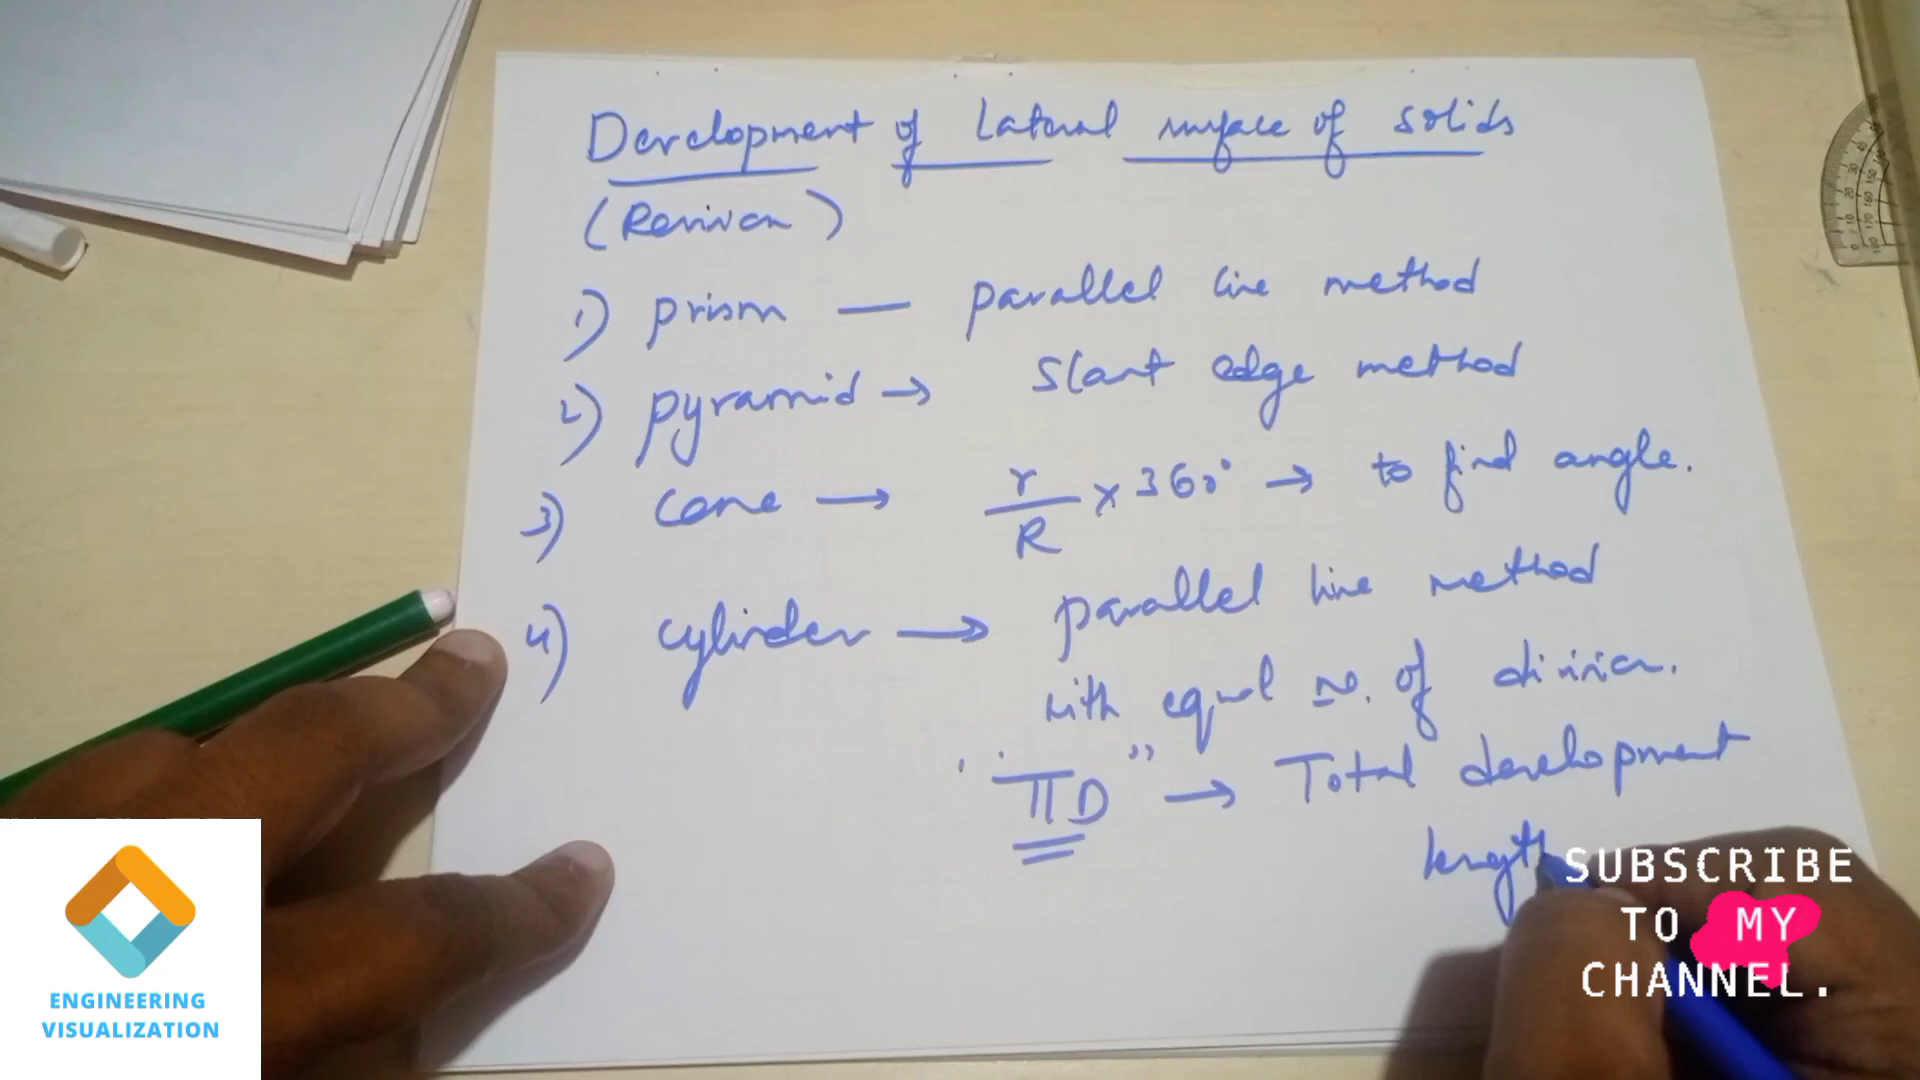 Development of Lateral surface of solids
(Revision)
1) prism — parallel line method
2) pyramid → slant edge method
3) cone → r/R × 360° → to find angle.
4) cylinder → parallel line method
with equal no. of division.
"πD" → Total development
length
SUBSCRIBE
TO MY
CHANNEL.
ENGINEERING
VISUALIZATION